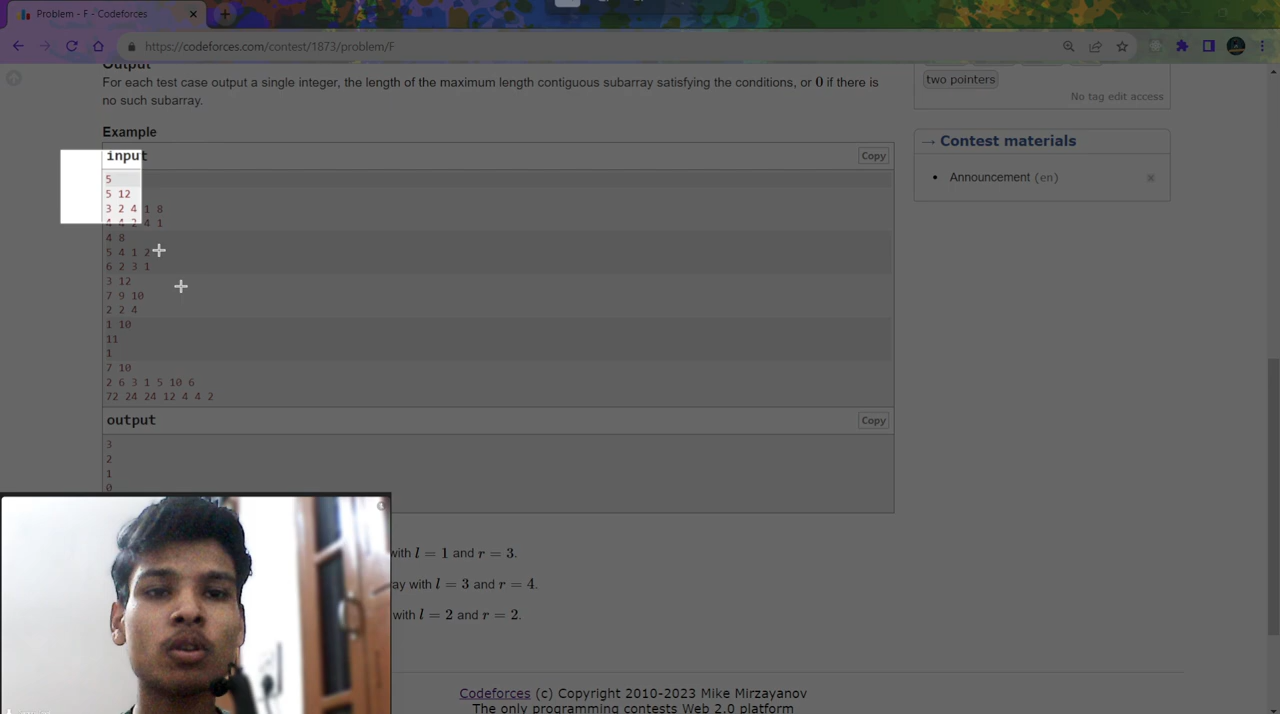 Problem - F - Codeforces
https://codeforces.com/contest/1873/problem/F
Output
For each test case output a single integer, the length of the maximum length contiguous subarray satisfying the conditions, or 0 if there is
no such subarray.
Example
input
Copy
5
5 12
3 2 4 1 8
4 4 2 4 1
4 8
5 4 1 2
6 2 3 1
3 12
7 9 10
2 2 4
1 10
11
1
7 10
2 6 3 1 5 10 6
72 24 24 12 4 4 2
output
Copy
3
2
1
0
with l = 1 and r = 3.
ay with l = 3 and r = 4.
with l = 2 and r = 2.
two pointers
No tag edit access
→ Contest materials
Announcement (en)
Codeforces (c) Copyright 2010-2023 Mike Mirzayanov
The only programming contests Web 2.0 platform